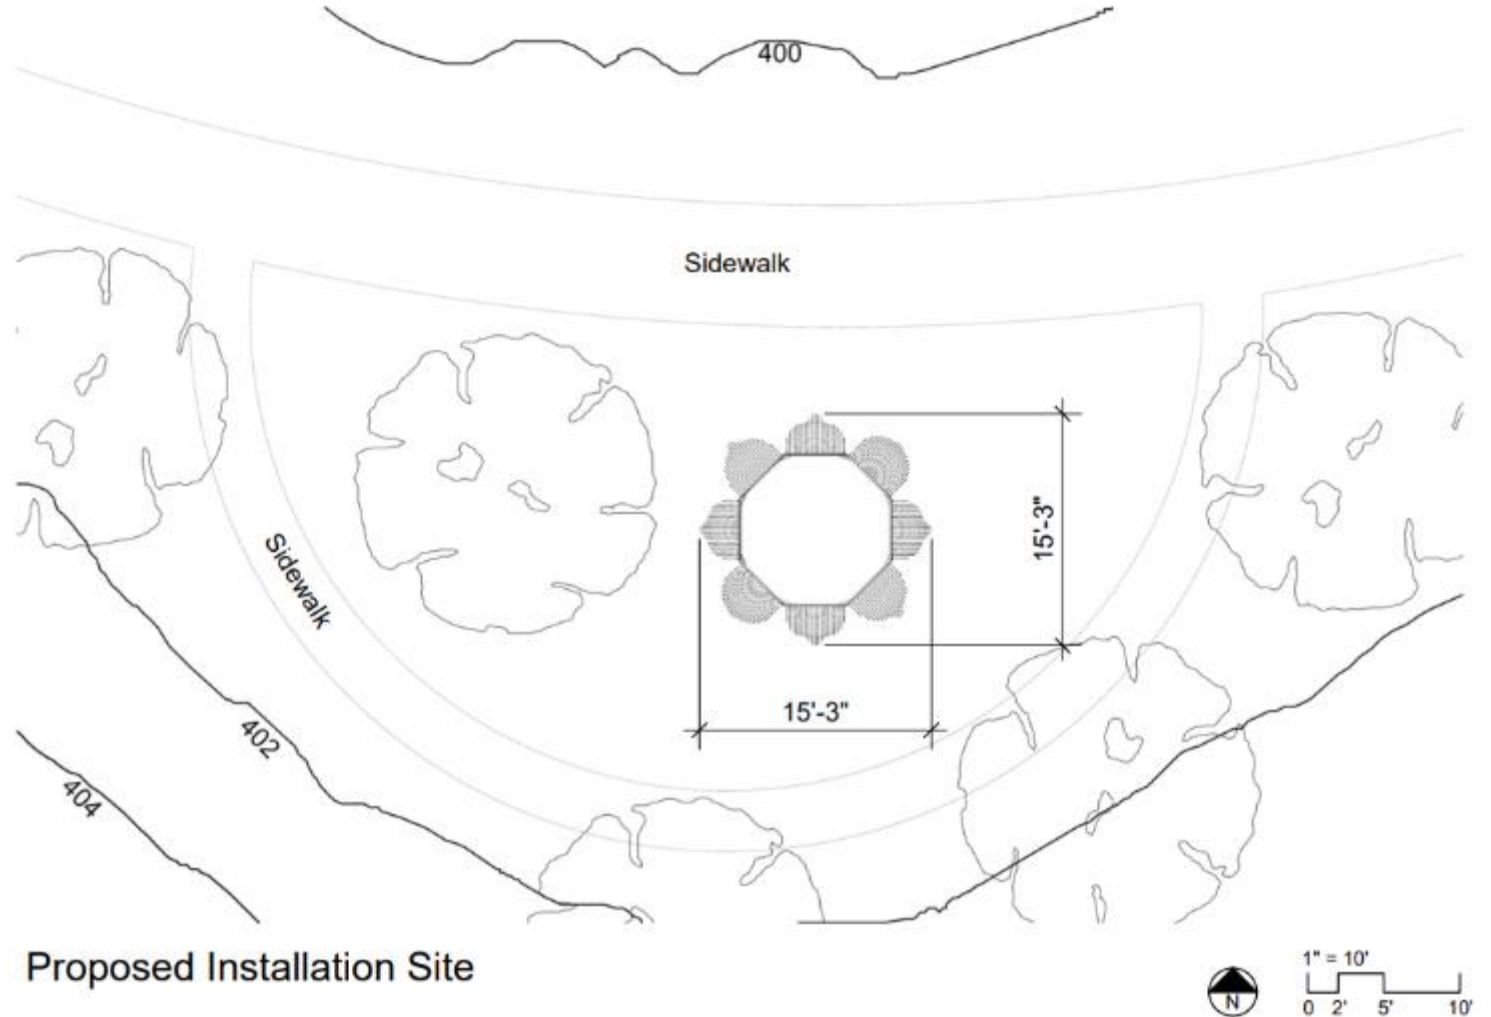 400
Sidewalk
15'-3"
Sidewalk
15'-3"
402
404
Proposed Installation Site
N
1" = 10'
0 2' 5' 10'